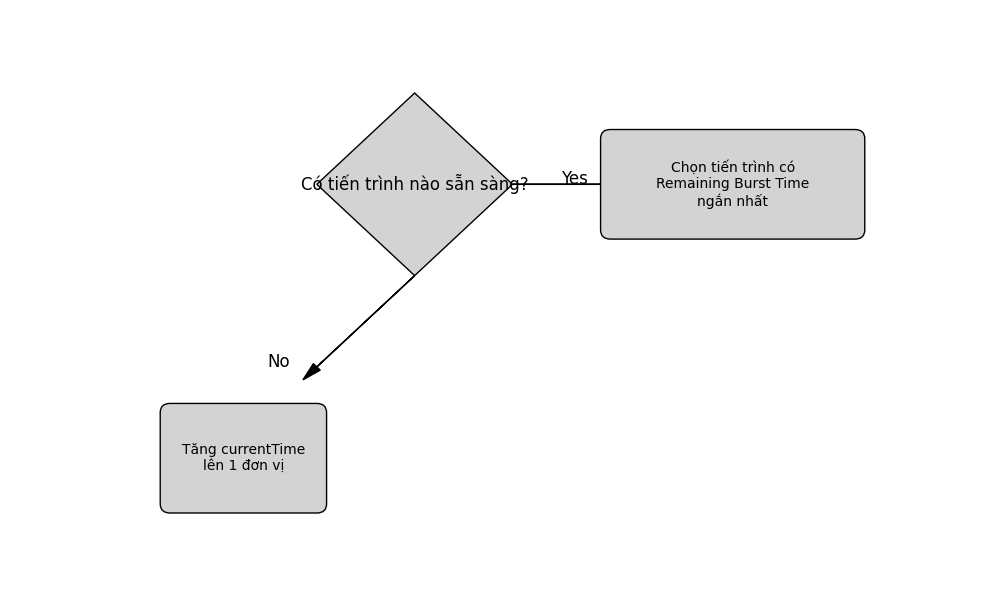 Có tiến trình nào sẵn sàng?
Yes
Chọn tiến trình có
Remaining Burst Time
ngắn nhất
No
Tăng currentTime
lên 1 đơn vị